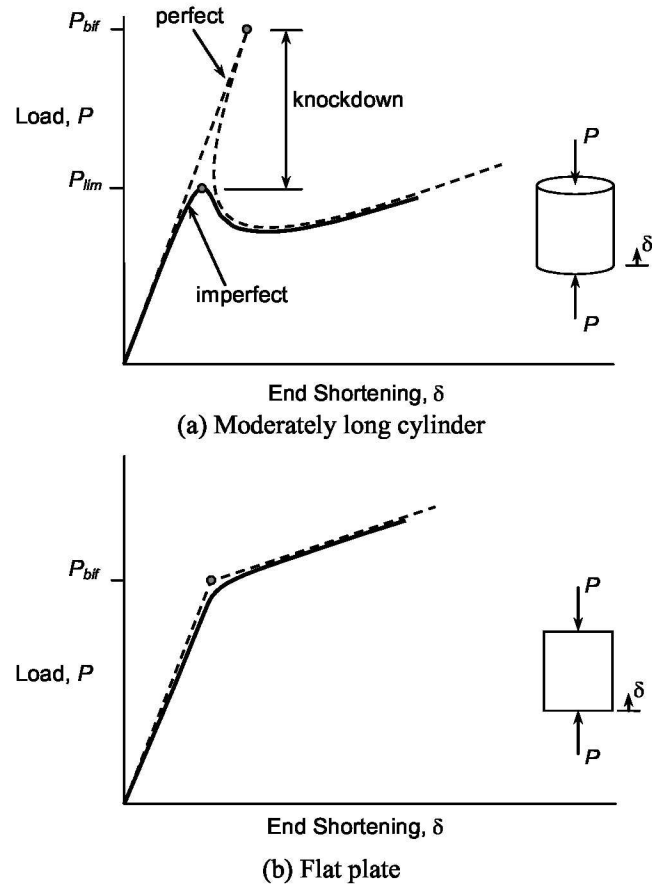 P_bif
perfect
knockdown
Load, P
P_lim
imperfect
P
δ
P
End Shortening, δ
(a) Moderately long cylinder
P_bif
Load, P
P
δ
P
End Shortening, δ
(b) Flat plate